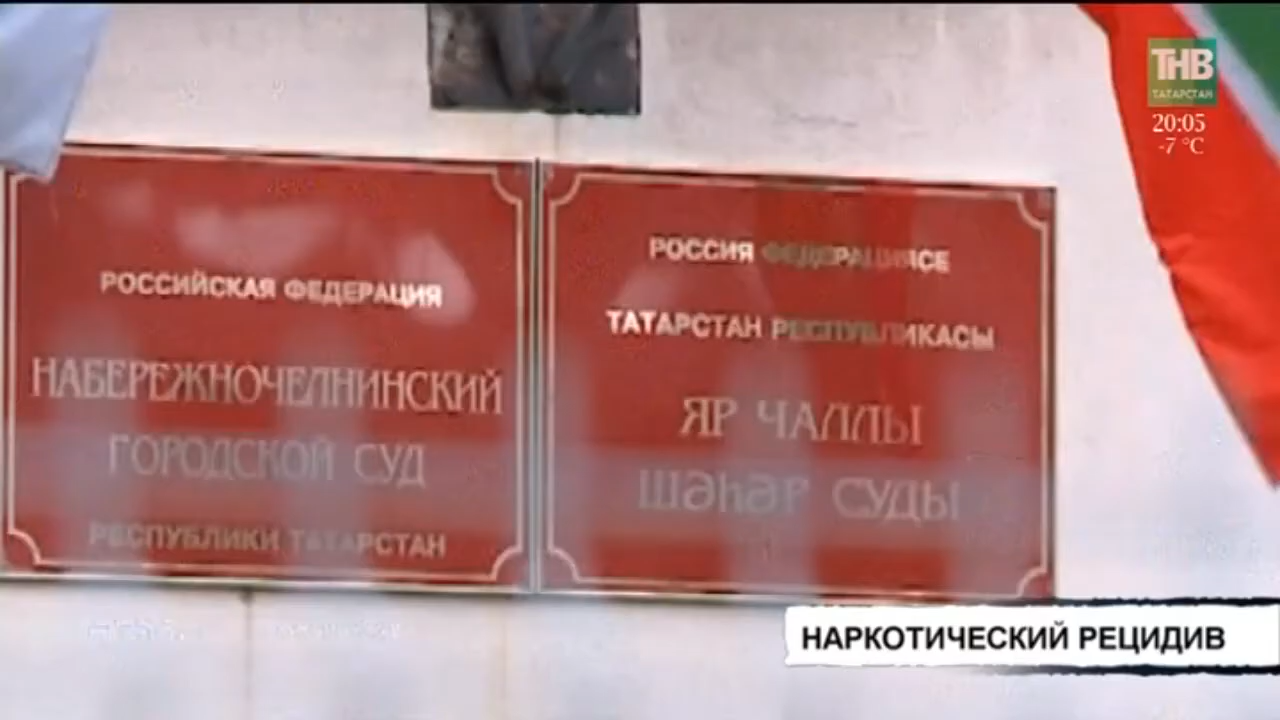 ТНВ
ТАТАРСТАН
20:05
-7 °C
РОССИЙСКАЯ ФЕДЕРАЦИЯ
НАБЕРЕЖНОЧЕЛНИНСКИЙ
ГОРОДСКОЙ СУД
РЕСПУБЛИКИ ТАТАРСТАН
РОССИЯ ФЕДЕРАЦИЯСЕ
ТАТАРСТАН РЕСПУБЛИКАСЫ
ЯР ЧАЛЛЫ
ШӘҺӘР СУДЫ
НАРКОТИЧЕСКИЙ РЕЦИДИВ